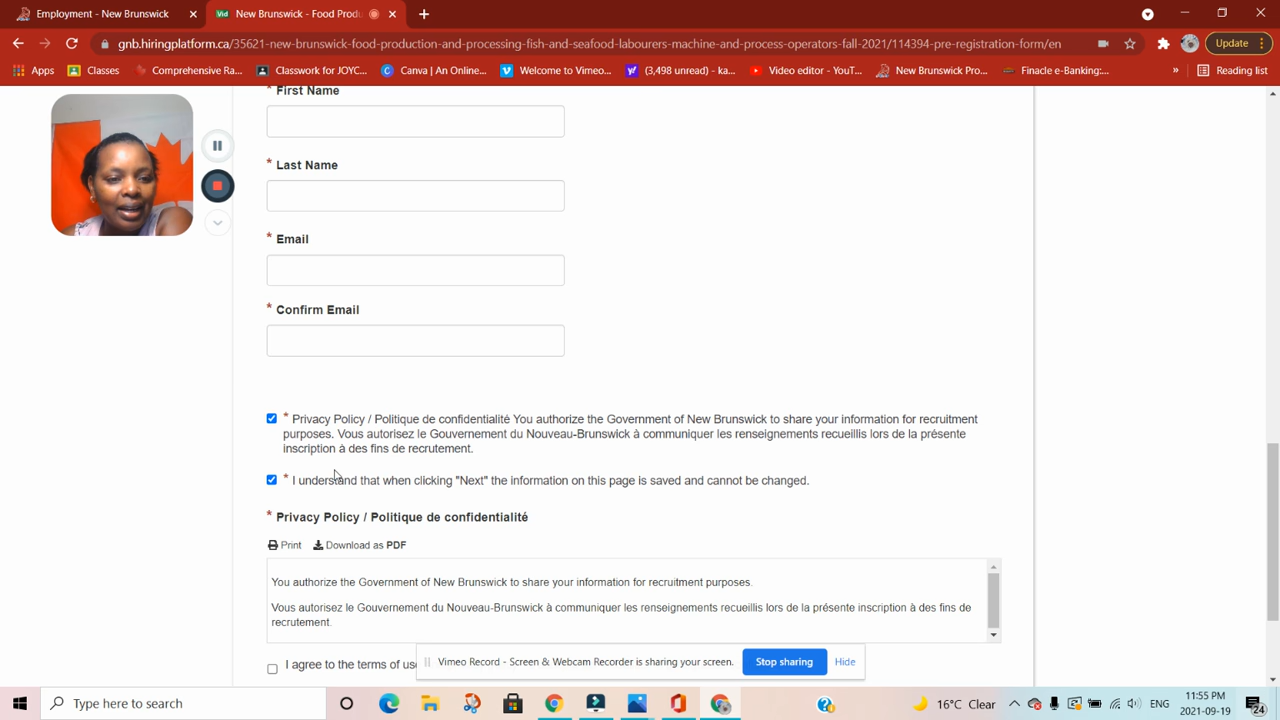 Employment - New Brunswick
Vid
New Brunswick - Food Produ
gnb.hiringplatform.ca/35621-new-brunswick-food-production-and-processing-fish-and-seafood-labourers-machine-and-process-operators-fall-2021/114394-pre-registration-form/en
Update
Apps
Classes
Comprehensive Ra...
Classwork for JOYC...
Canva | An Online...
Welcome to Vimeo...
(3,498 unread) - ka...
Video editor - YouT...
New Brunswick Pro...
Finacle e-Banking:...
»
Reading list
* First Name
* Last Name
* Email
* Confirm Email
* Privacy Policy / Politique de confidentialité You authorize the Government of New Brunswick to share your information for recruitment
purposes. Vous autorisez le Gouvernement du Nouveau-Brunswick à communiquer les renseignements recueillis lors de la présente
inscription à des fins de recrutement.
* I understand that when clicking "Next" the information on this page is saved and cannot be changed.
* Privacy Policy / Politique de confidentialité
Print
Download as PDF
You authorize the Government of New Brunswick to share your information for recruitment purposes.
Vous autorisez le Gouvernement du Nouveau-Brunswick à communiquer les renseignements recueillis lors de la présente inscription à des fins de
recrutement.
I agree to the terms of use
Vimeo Record - Screen & Webcam Recorder is sharing your screen.
Stop sharing
Hide
Type here to search
16°C Clear
ENG
11:55 PM
2021-09-19
24